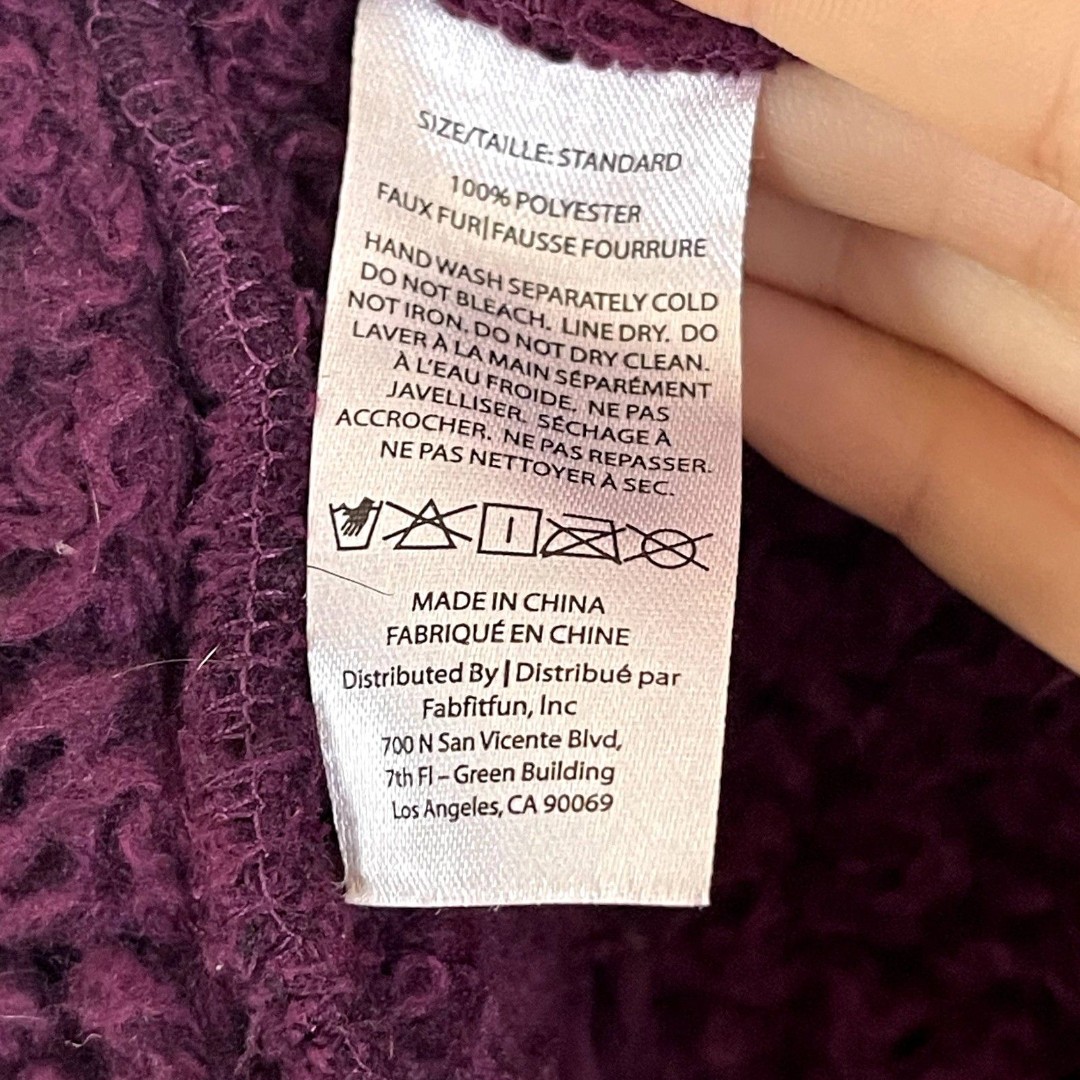 SIZE/TAILLE: STANDARD
100% POLYESTER
FAUX FUR|FAUSSE FOURRURE
HAND WASH SEPARATELY COLD
DO NOT BLEACH. LINE DRY. DO
NOT IRON. DO NOT DRY CLEAN.
LAVER À LA MAIN SÉPARÉMENT
À L'EAU FROIDE, NE PAS
JAVELLISER. SÉCHAGE À
ACCROCHER. NE PAS REPASSER.
NE PAS NETTOYER À SEC.
MADE IN CHINA
FABRIQUÉ EN CHINE
Distributed By | Distribué par
Fabfitfun, Inc
700 N San Vicente Blvd,
7th Fl – Green Building
Los Angeles, CA 90069